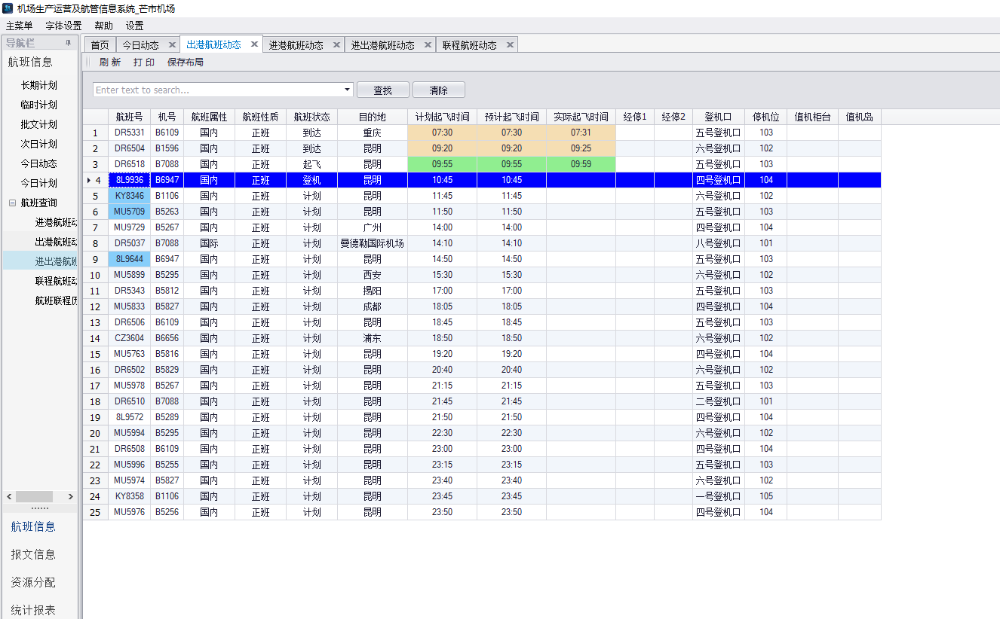 机场生产运营及航管信息系统_芒市机场
主菜单 字体设置 帮助 设置
导航栏
航班信息
长期计划
临时计划
批文计划
次日计划
今日动态
今日计划
航班查询
进港航班动
出港航班动
进出港航班
联程航班动
航班联程历
航班信息
报文信息
资源分配
统计报表
首页 今日动态 出港航班动态 进港航班动态 进出港航班动态 联程航班动态
刷 新 打 印 保存布局
Enter text to search... 查找 清除
航班号 机号 航班属性 航班性质 航班状态 目的地 计划起飞时间 预计起飞时间 实际起飞时间 经停1 经停2 登机口 停机位 值机柜台 值机岛
1 DR5331 B6109 国内 正班 到达 重庆 07:30 07:30 07:31 五号登机口 103
2 DR6504 B1596 国内 正班 到达 昆明 09:20 09:20 09:25 六号登机口 102
3 DR6518 B7088 国内 正班 起飞 昆明 09:55 09:55 09:59 五号登机口 103
4 8L9936 B6947 国内 正班 登机 昆明 10:45 10:45 四号登机口 104
5 KY8346 B1106 国内 正班 计划 昆明 11:45 11:45 六号登机口 102
6 MU5709 B5263 国内 正班 计划 昆明 11:50 11:50 五号登机口 103
7 MU9729 B5267 国内 正班 计划 广州 14:00 14:00 四号登机口 104
8 DR5037 B7088 国际 正班 计划 曼德勒国际机场 14:10 14:10 八号登机口 101
9 8L9644 B6947 国内 正班 计划 昆明 14:50 14:50 五号登机口 103
10 MU5899 B5295 国内 正班 计划 西安 15:30 15:30 六号登机口 102
11 DR5343 B5812 国内 正班 计划 揭阳 17:00 17:00 五号登机口 103
12 MU5833 B5827 国内 正班 计划 成都 18:05 18:05 四号登机口 104
13 DR6506 B6109 国内 正班 计划 昆明 18:45 18:45 五号登机口 103
14 CZ3604 B6656 国内 正班 计划 浦东 18:50 18:50 六号登机口 102
15 MU5763 B5816 国内 正班 计划 昆明 19:20 19:20 四号登机口 104
16 DR6502 B5829 国内 正班 计划 昆明 20:40 20:40 六号登机口 102
17 MU5978 B5267 国内 正班 计划 昆明 21:15 21:15 五号登机口 103
18 DR6510 B7088 国内 正班 计划 昆明 21:45 21:45 二号登机口 101
19 8L9572 B5289 国内 正班 计划 昆明 21:50 21:50 四号登机口 104
20 MU5994 B5295 国内 正班 计划 昆明 22:30 22:30 六号登机口 102
21 DR6508 B6109 国内 正班 计划 昆明 23:00 23:00 四号登机口 104
22 MU5996 B5255 国内 正班 计划 昆明 23:15 23:15 五号登机口 103
23 MU5974 B5827 国内 正班 计划 昆明 23:40 23:40 六号登机口 102
24 KY8358 B1106 国内 正班 计划 昆明 23:45 23:45 一号登机口 105
25 MU5976 B5256 国内 正班 计划 昆明 23:50 23:50 四号登机口 104